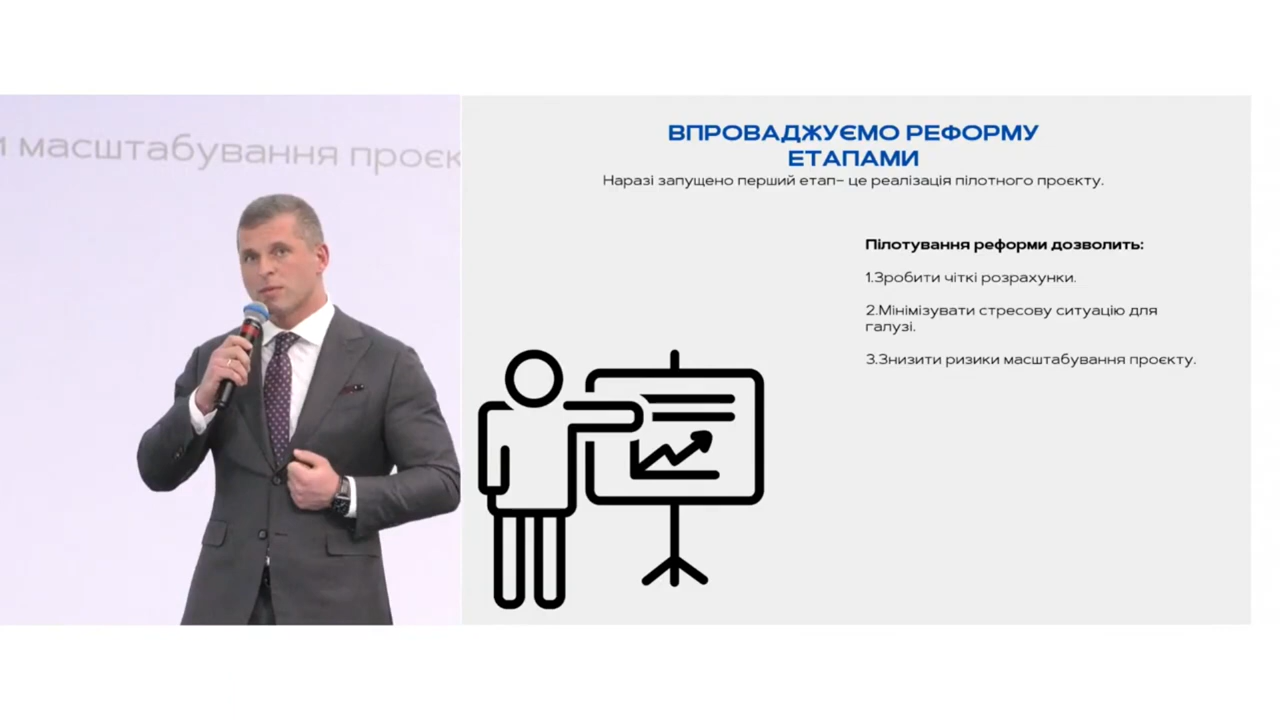 и масштабування проєк
ВПРОВАДЖУЄМО РЕФОРМУ
ЕТАПАМИ
Наразі запущено перший етап– це реалізація пілотного проєкту.
Пілотування реформи дозволить:
1.Зробити чіткі розрахунки.
2.Мінімізувати стресову ситуацію для
галузі.
3.Знизити ризики масштабування проєкту.